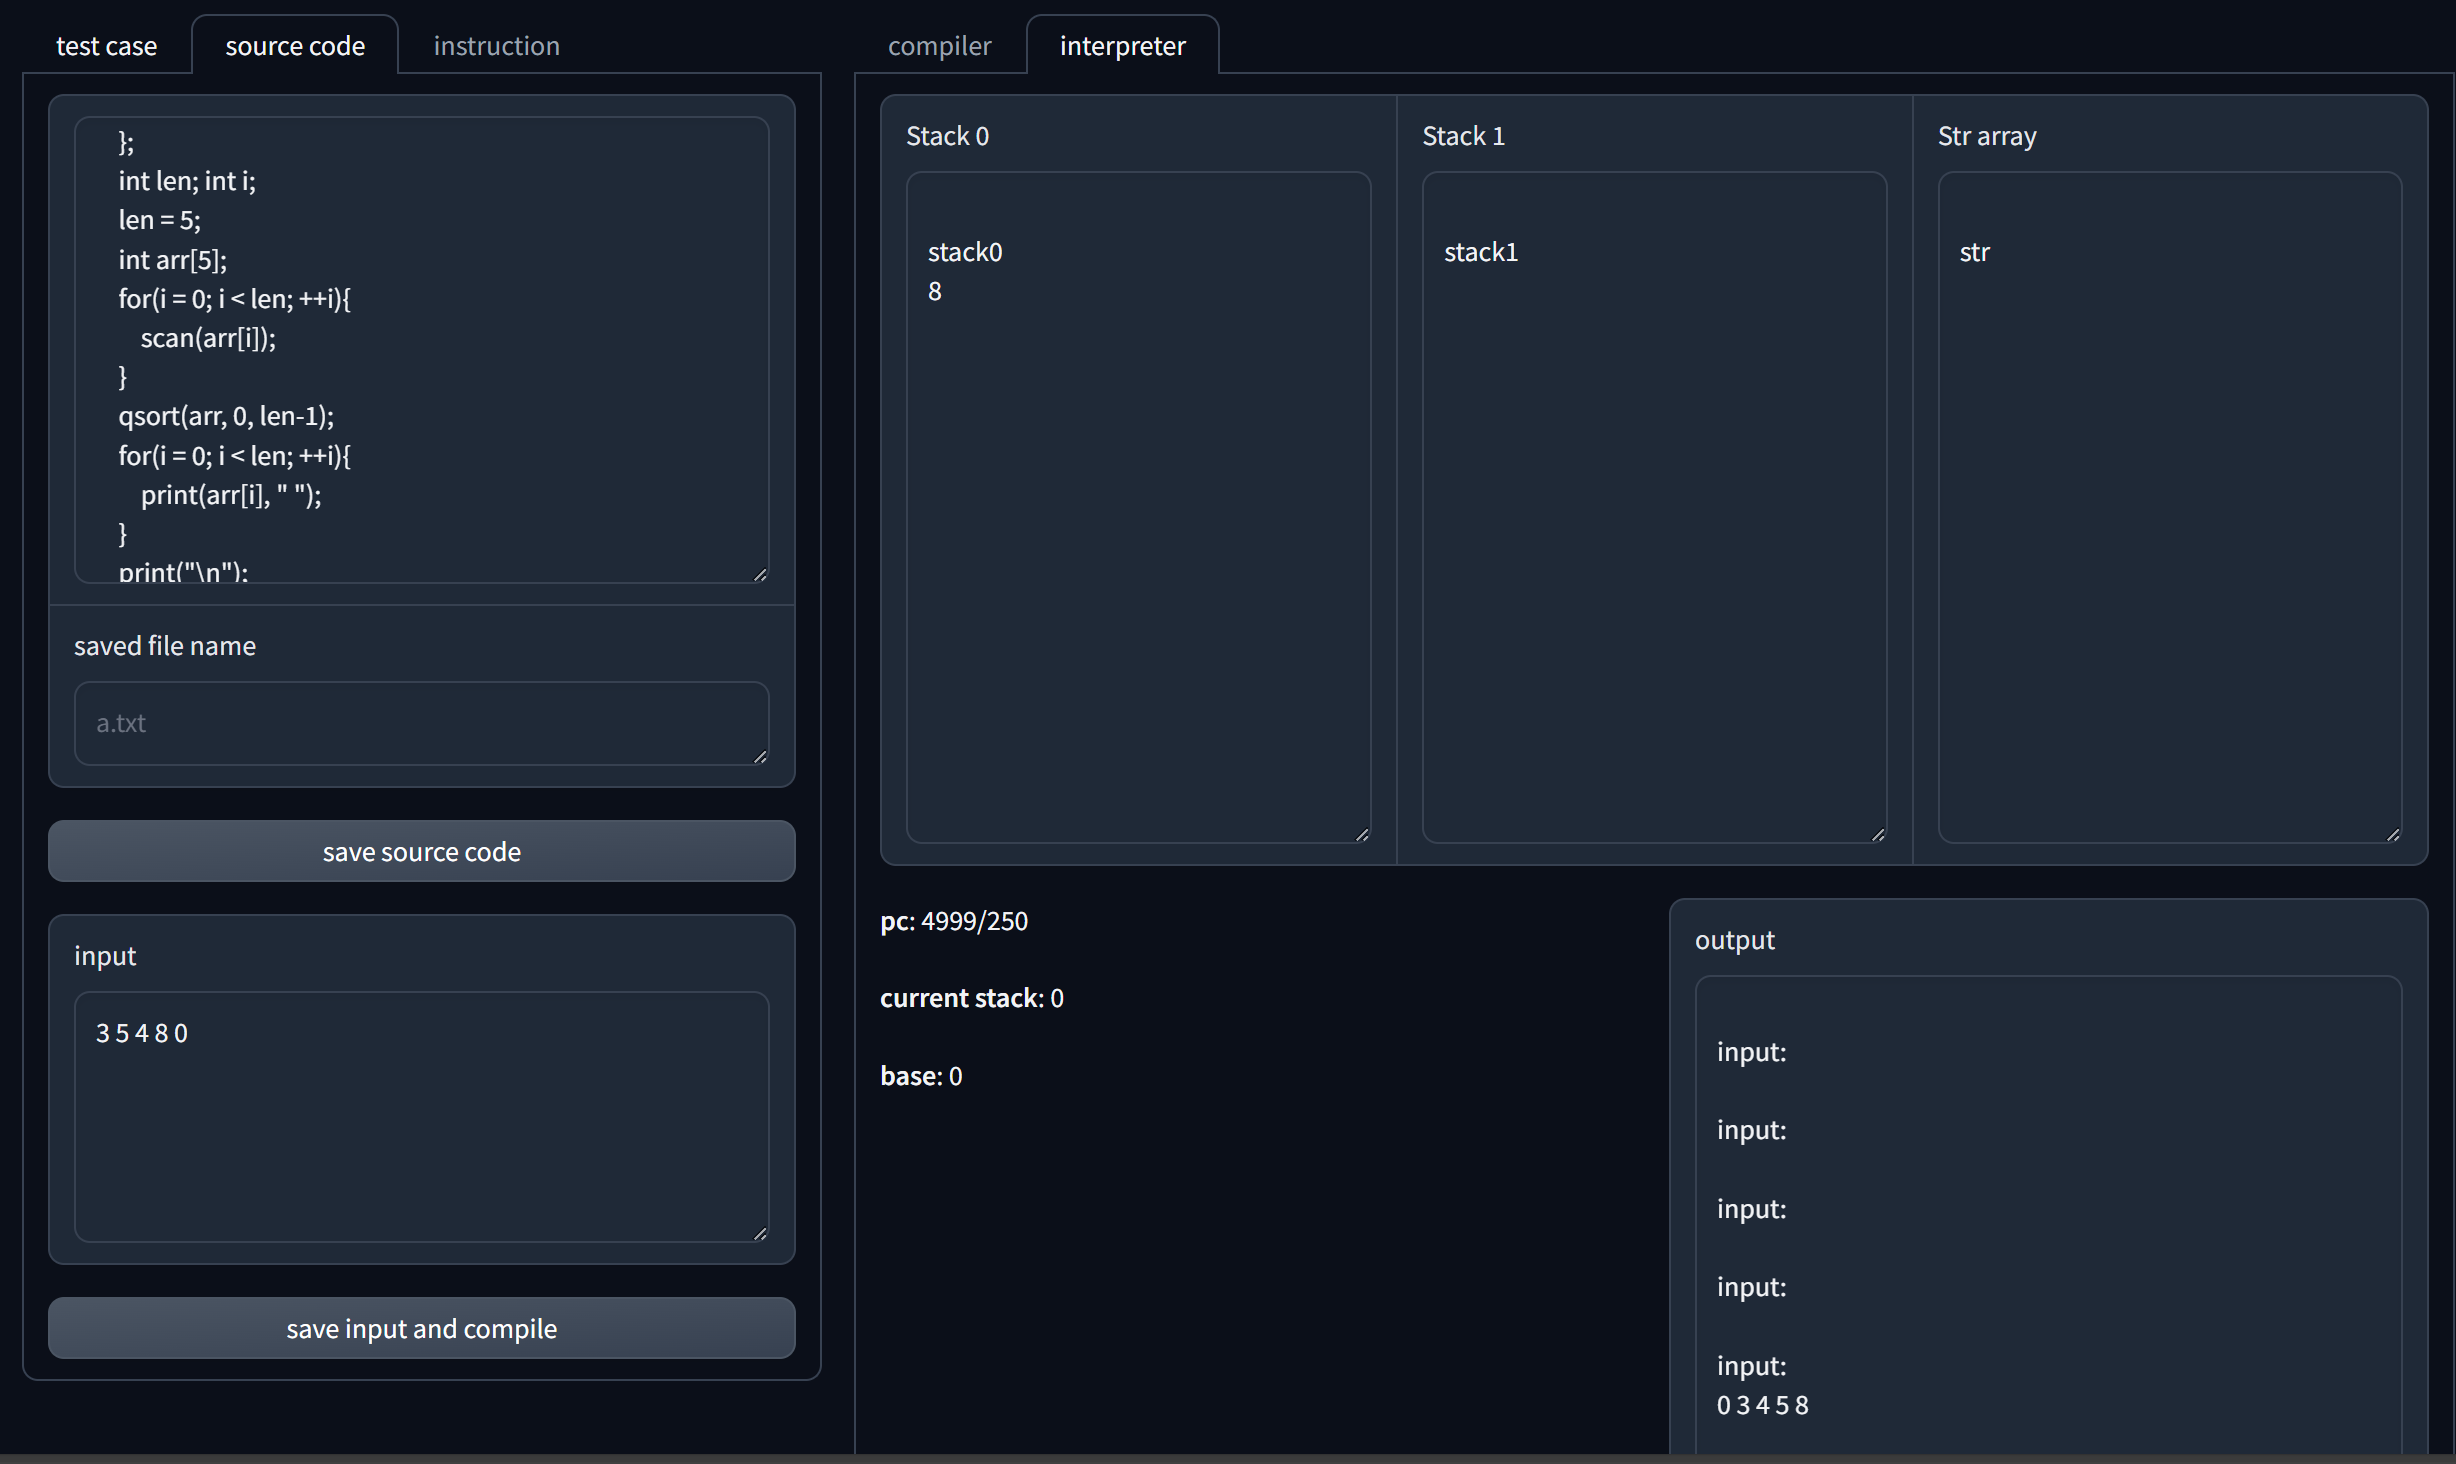 test case
source code
instruction
};
int len; int i;
len = 5;
int arr[5];
for(i = 0; i < len; ++i){
scan(arr[i]);
}
qsort(arr, 0, len-1);
for(i = 0; i < len; ++i){
print(arr[i], " ");
}
print("\n");
saved file name
a.txt
save source code
input
3 5 4 8 0
save input and compile
compiler
interpreter
Stack 0
stack0
8
Stack 1
stack1
Str array
str
pc: 4999/250
current stack: 0
base: 0
output
input:
input:
input:
input:
input:
0 3 4 5 8